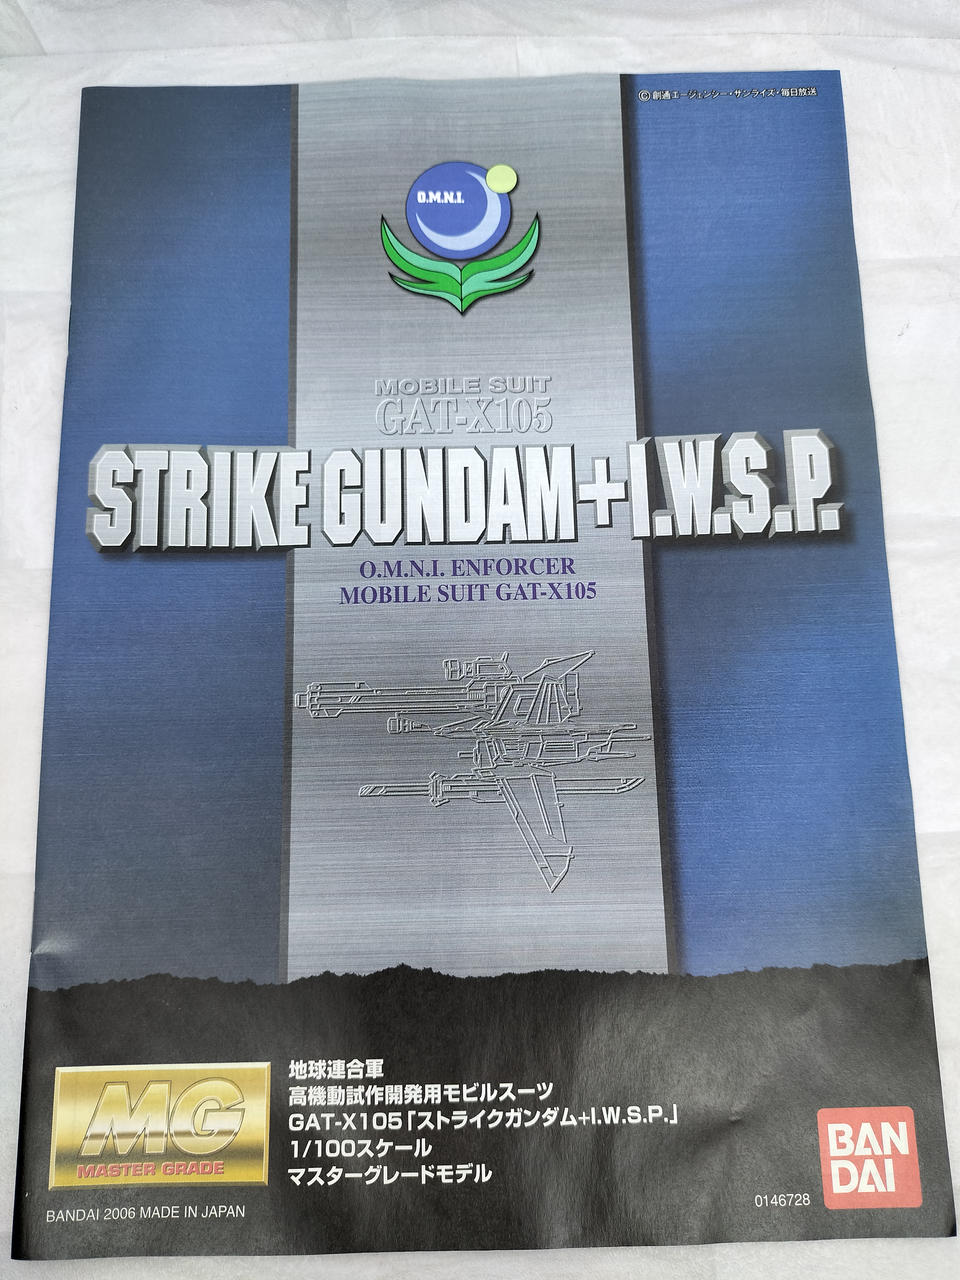 ©創通エージェンシー・サンライズ・毎日放送
O.M.N.I.
MOBILE SUIT
GAT-X105
STRIKE GUNDAM+I.W.S.P.
O.M.N.I. ENFORCER
MOBILE SUIT GAT-X105
MG
MASTER GRADE
地球連合軍
高機動試作開発用モビルスーツ
GAT-X105「ストライクガンダム+I.W.S.P.」
1/100スケール
マスターグレードモデル
BANDAI 2006 MADE IN JAPAN
0146728
BAN
DAI